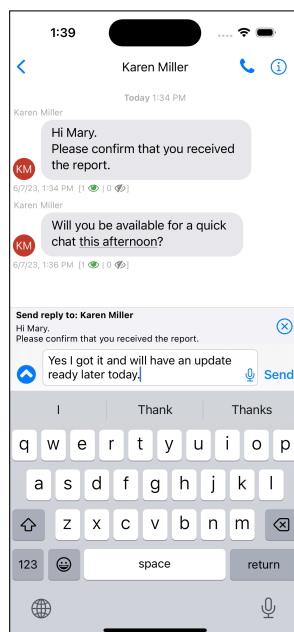 1:39
Karen Miller
Today 1:34 PM
Karen Miller
Hi Mary.
Please confirm that you received
the report.
KM
6/7/23, 1:34 PM [1 | 0 ]
Karen Miller
Will you be available for a quick
chat this afternoon?
KM
6/7/23, 1:36 PM [1 | 0 ]
Send reply to: Karen Miller
Hi Mary.
Please confirm that you received the report.
Yes I got it and will have an update
ready later today.
Send
I Thank Thanks
q w e r t y u i o p
a s d f g h j k l
z x c v b n m
123 space return